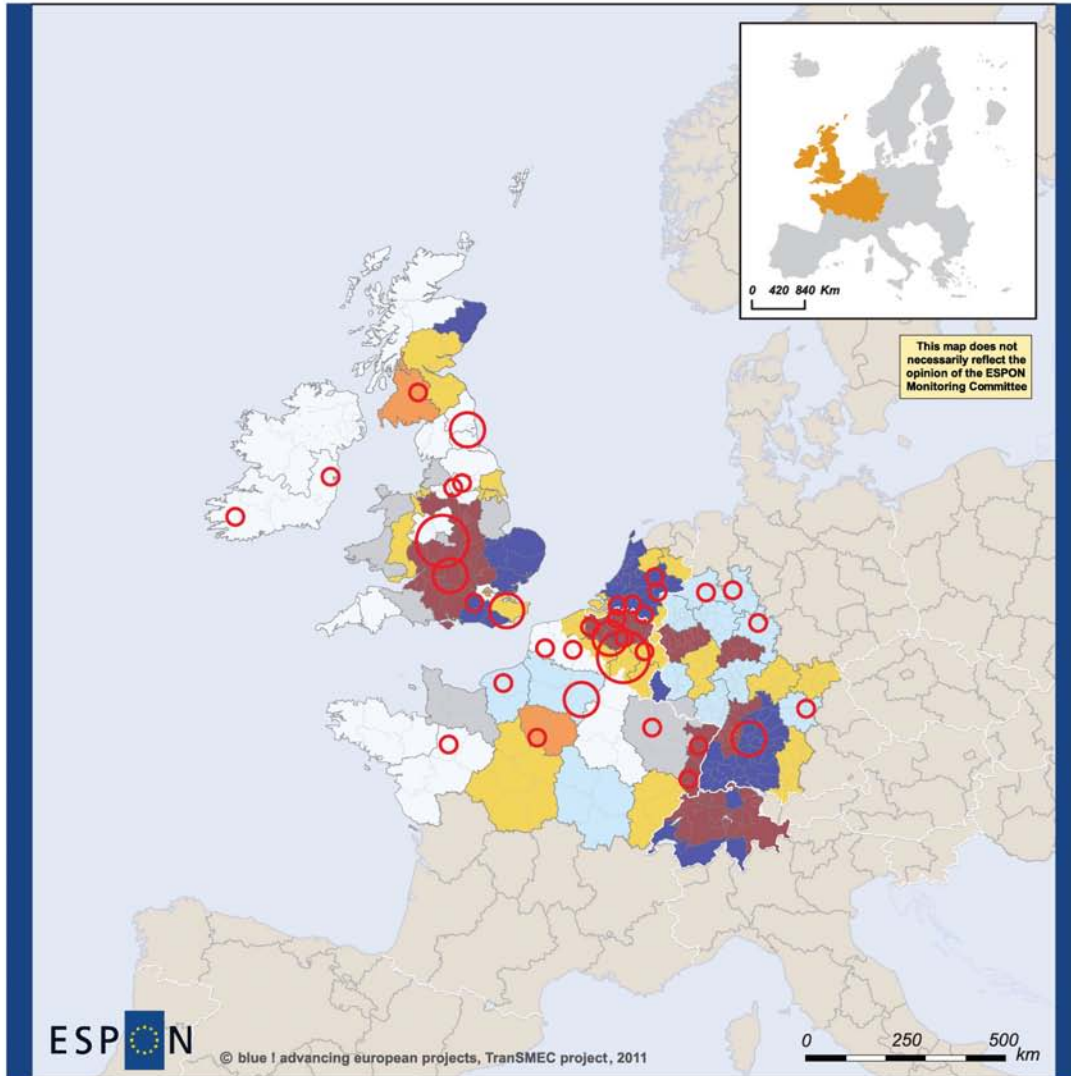 0 420 840 Km
This map does not
necessarily reflect the
opinion of the ESPON
Monitoring Committee
ESPON
© blue ! advancing european projects, TranSMEC project, 2011
0 250 500
km